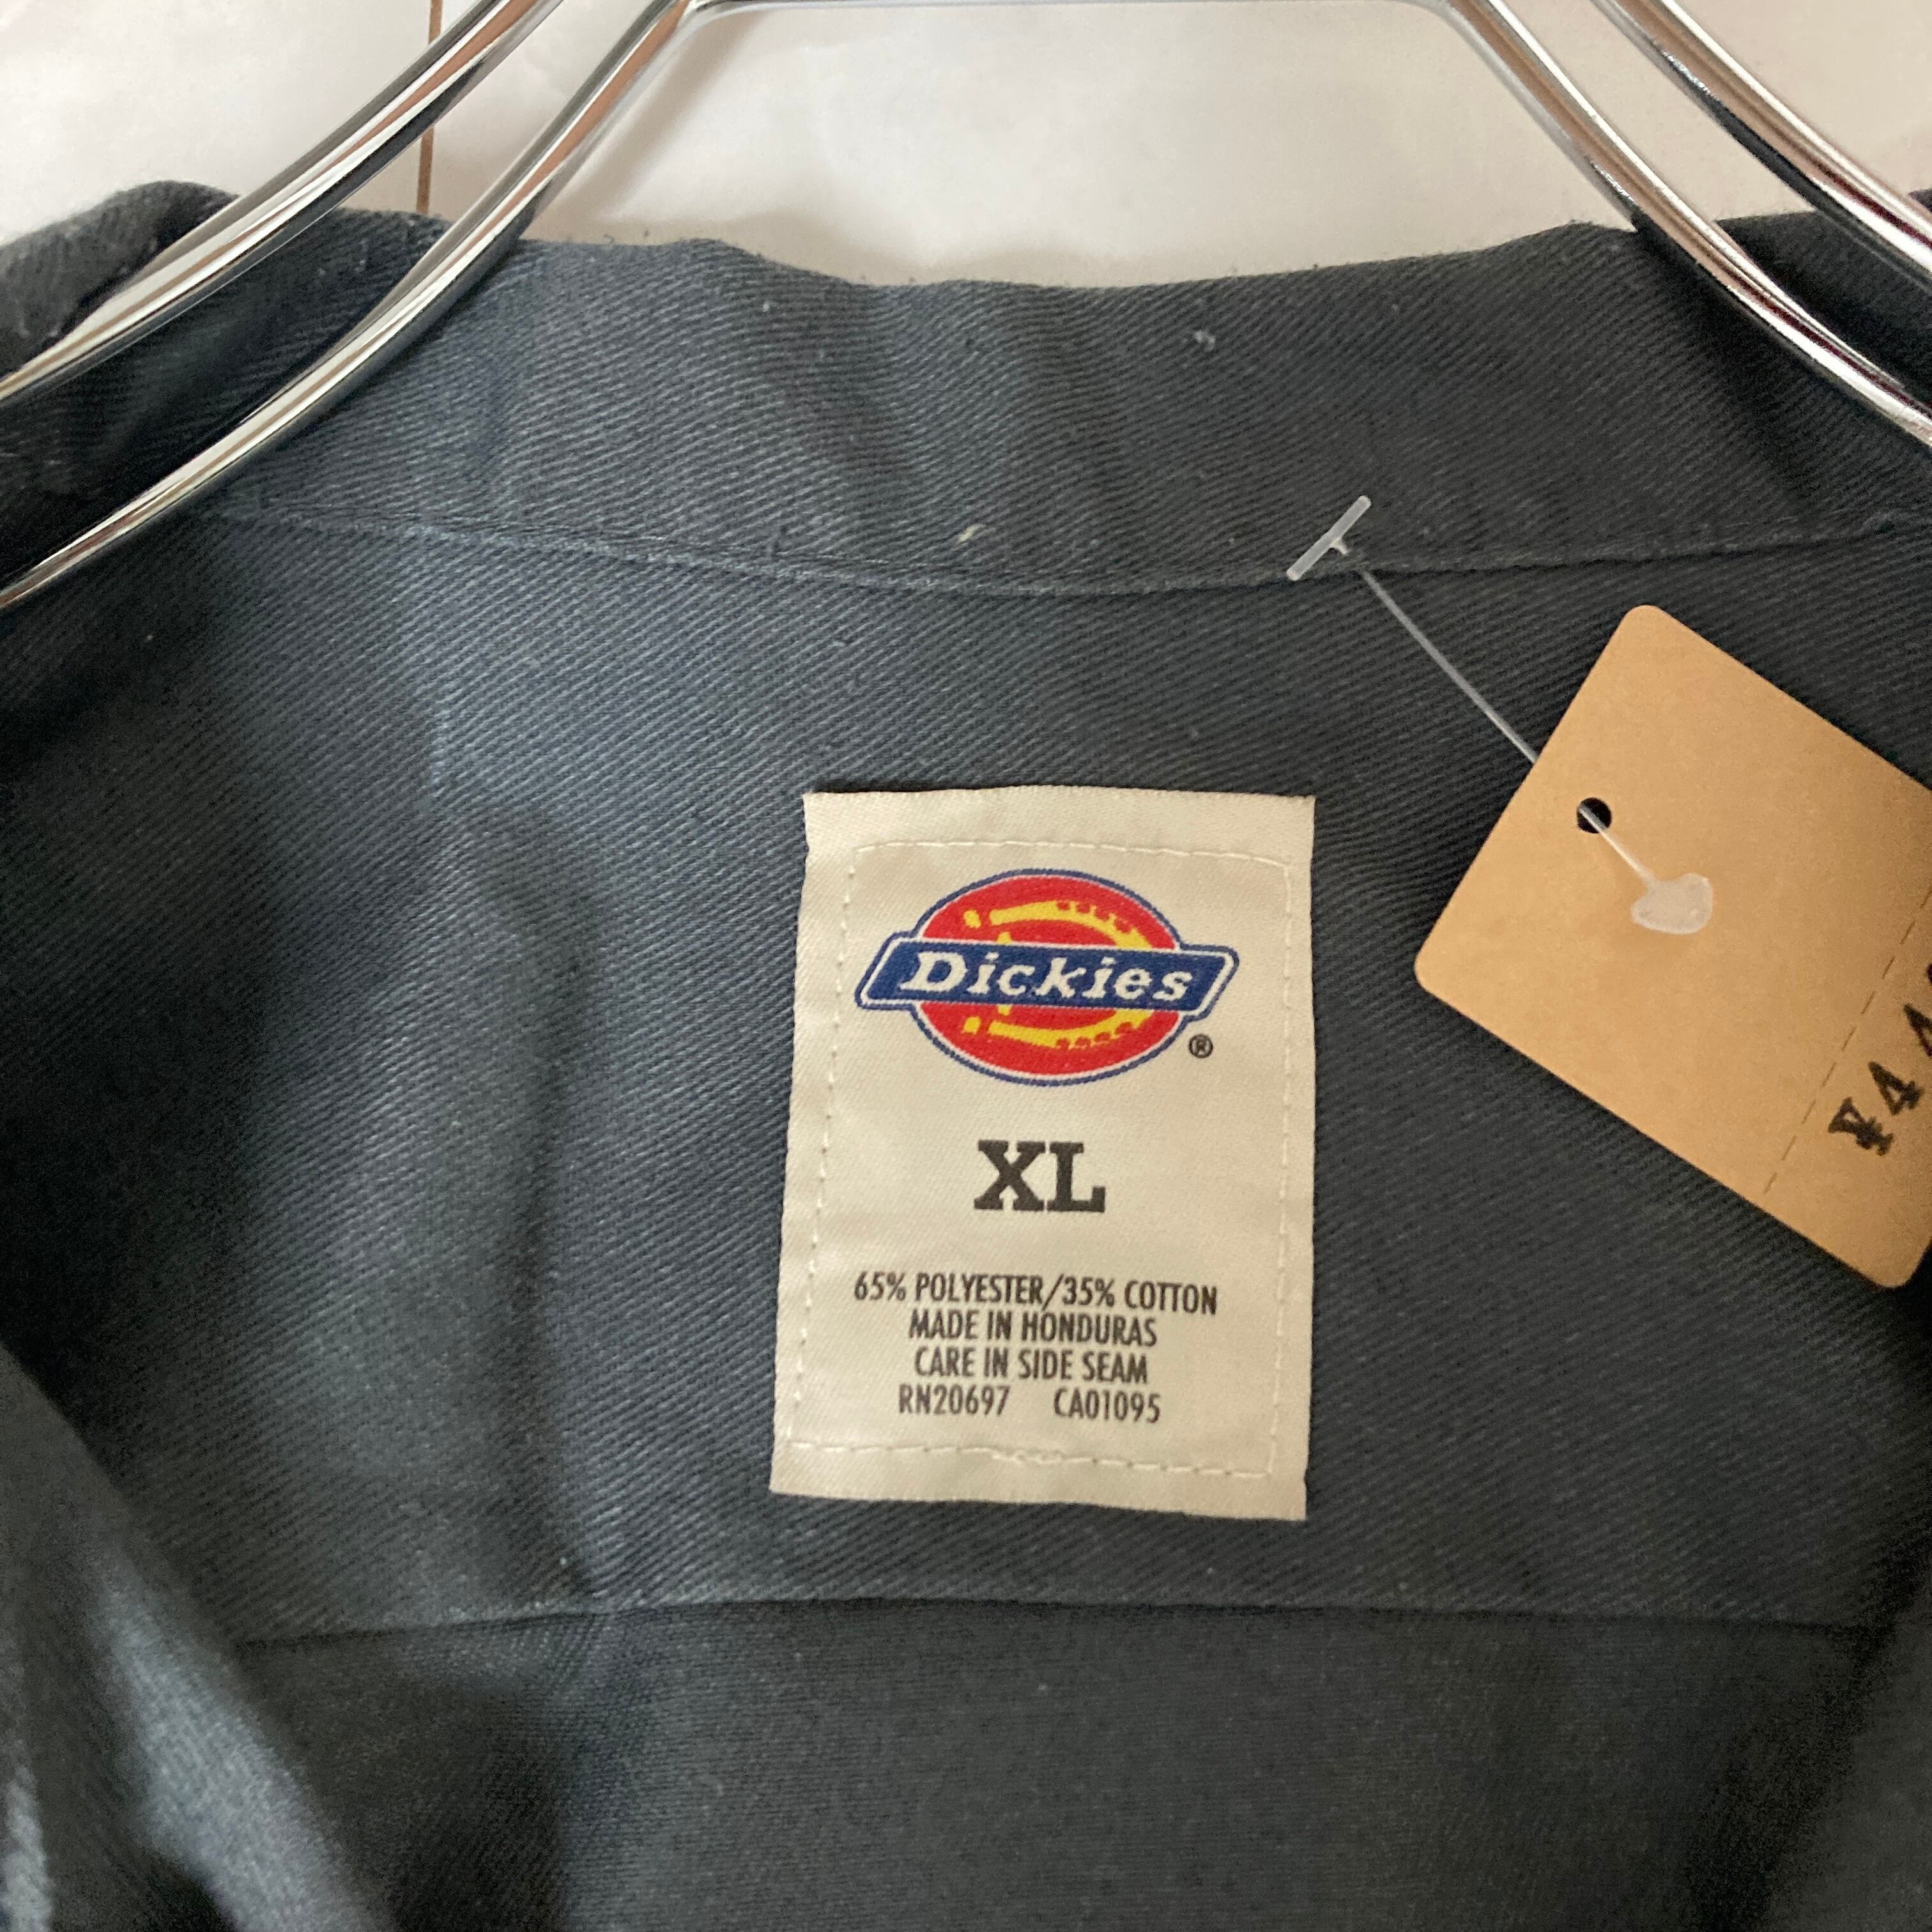 Dickies
®
XL
65% POLYESTER/35% COTTON
MADE IN HONDURAS
CARE IN SIDE SEAM
RN20697 CA01095